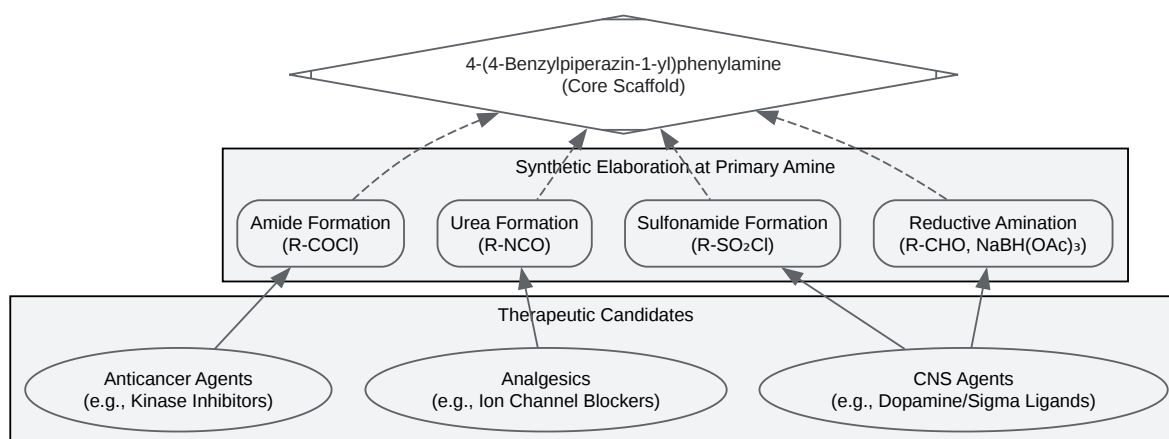 4-(4-Benzylpiperazin-1-yl)phenylamine
(Core Scaffold)
Synthetic Elaboration at Primary Amine
Amide Formation
(R-COCl)
Urea Formation
(R-NCO)
Sulfonamide Formation
(R-SO₂Cl)
Reductive Amination
(R-CHO, NaBH(OAc)₃)
Therapeutic Candidates
Anticancer Agents
(e.g., Kinase Inhibitors)
Analgesics
(e.g., Ion Channel Blockers)
CNS Agents
(e.g., Dopamine/Sigma Ligands)